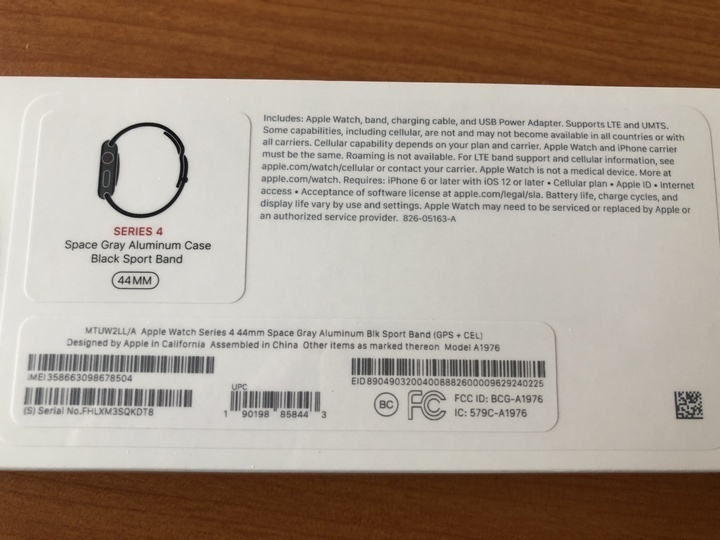 Includes: Apple Watch, band, charging cable, and USB Power Adapter. Supports LTE and UMTS.
Some capabilities, including cellular, are not and may not become available in all countries or with
all carriers. Cellular capability depends on your plan and carrier. Apple Watch and iPhone carrier
must be the same. Roaming is not available. For LTE band support and cellular information, see
apple.com/watch/cellular or contact your carrier. Apple Watch is not a medical device. More at
apple.com/watch. Requires: iPhone 6 or later with iOS 12 or later • Cellular plan • Apple ID • Internet
access • Acceptance of software license at apple.com/legal/sla. Battery life, charge cycles, and
display life vary by use and settings. Apple Watch may need to be serviced or replaced by Apple or
an authorized service provider. 826-05163-A
SERIES 4
Space Gray Aluminum Case
Black Sport Band
44MM
MTUW2LL/A Apple Watch Series 4 44mm Space Gray Aluminum Blk Sport Band (GPS + CEL)
Designed by Apple in California Assembled in China Other items as marked thereon Model A1976
IMEI 358663098678504
EID 89049032004008882600009629240225
(S) Serial No.FHLXM3SQKDT8
UPC
1 90198 85844 3
BC
FC
FCC ID: BCG-A1976
IC: 579C-A1976